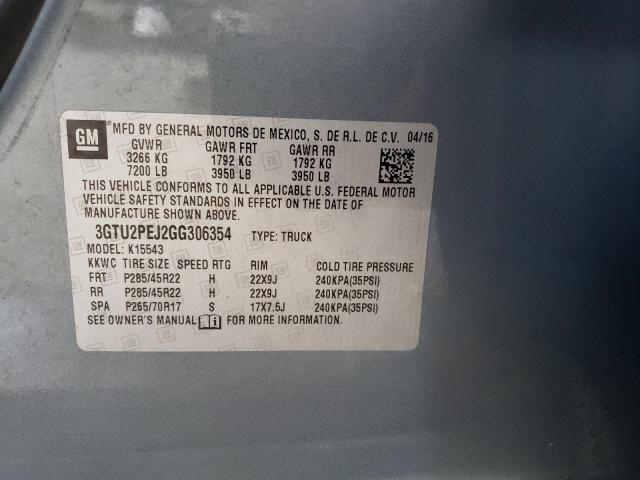 GM
MFD BY GENERAL MOTORS DE MEXICO, S. DE R.L. DE C.V. 04/16
GVWR GAWR FRT GAWR RR
3266 KG 1792 KG 1792 KG
7200 LB 3950 LB 3950 LB
THIS VEHICLE CONFORMS TO ALL APPLICABLE U.S. FEDERAL MOTOR
VEHICLE SAFETY STANDARDS IN EFFECT ON THE DATE OF
MANUFACTURE SHOWN ABOVE.
3GTU2PEJ2GG306354 TYPE: TRUCK
MODEL: K15543
KKWC TIRE SIZE SPEED RTG RIM COLD TIRE PRESSURE
FRT P285/45R22 H 22X9J 240KPA(35PSI)
RR P285/45R22 H 22X9J 240KPA(35PSI)
SPA P265/70R17 S 17X7.5J 240KPA(35PSI)
SEE OWNER'S MANUAL FOR MORE INFORMATION.